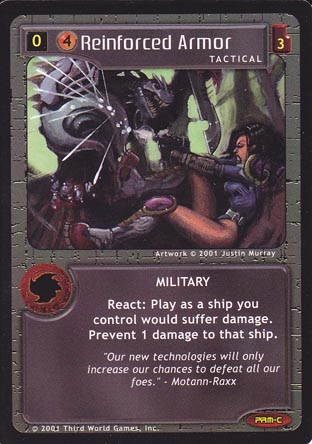 0 4 Reinforced Armor 3
TACTICAL
Artwork © 2001 Justin Murray
MILITARY
React: Play as a ship you
control would suffer damage.
Prevent 1 damage to that ship.
"Our new technologies will only
increase our chances to defeat all our
foes." - Motann-Raxx
© 2001 Third World Games, Inc.
PRM-C